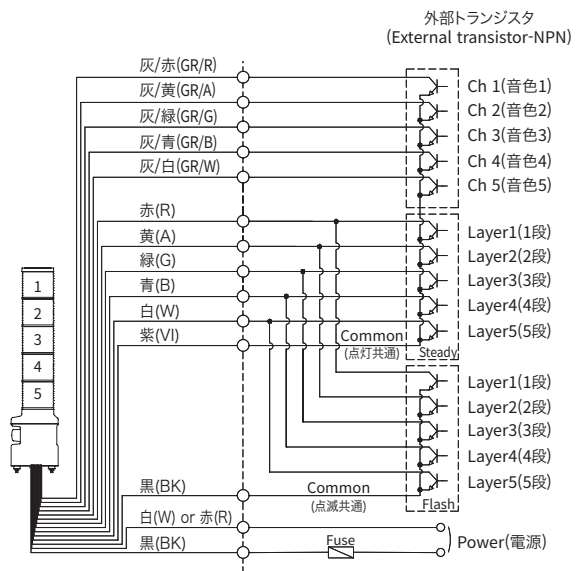 外部トランジスタ
(External transistor-NPN)
灰/赤(GR/R)
Ch 1(音色1)
灰/黄(GR/A)
Ch 2(音色2)
灰/緑(GR/G)
Ch 3(音色3)
灰/青(GR/B)
Ch 4(音色4)
灰/白(GR/W)
Ch 5(音色5)
赤(R)
Layer1(1段)
黄(A)
Layer2(2段)
緑(G)
Layer3(3段)
青(B)
Layer4(4段)
白(W)
Layer5(5段)
紫(VI)
Common
(点灯共通)
Steady
1
2
3
4
5
Layer1(1段)
Layer2(2段)
Layer3(3段)
Layer4(4段)
Layer5(5段)
黒(BK)
Common
(点滅共通)
Flash
白(W) or 赤(R)
黒(BK)
Fuse
Power(電源)